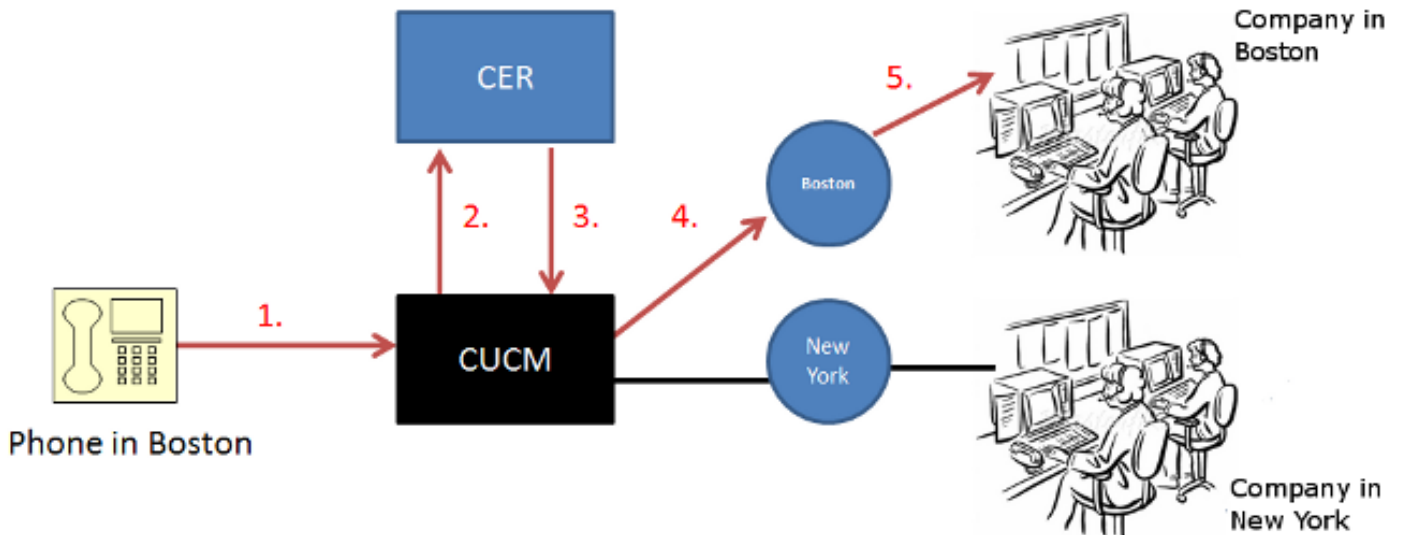 Company in
Boston
CER
5.
Boston
2.
3.
4.
1.
CUCM
New
York
Phone in Boston
Company in
New York